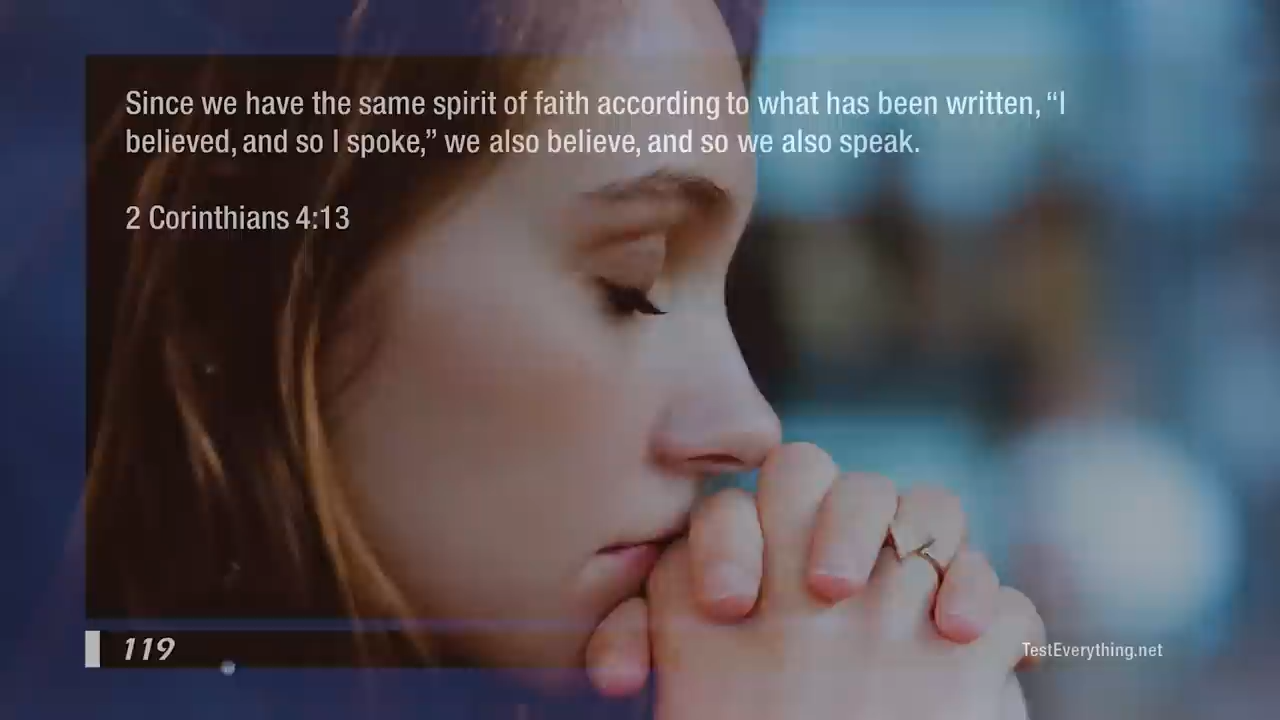 Since we have the same spirit of faith according to what has been written, “I
believed, and so I spoke,” we also believe, and so we also speak.
2 Corinthians 4:13
119
TestEverything.net